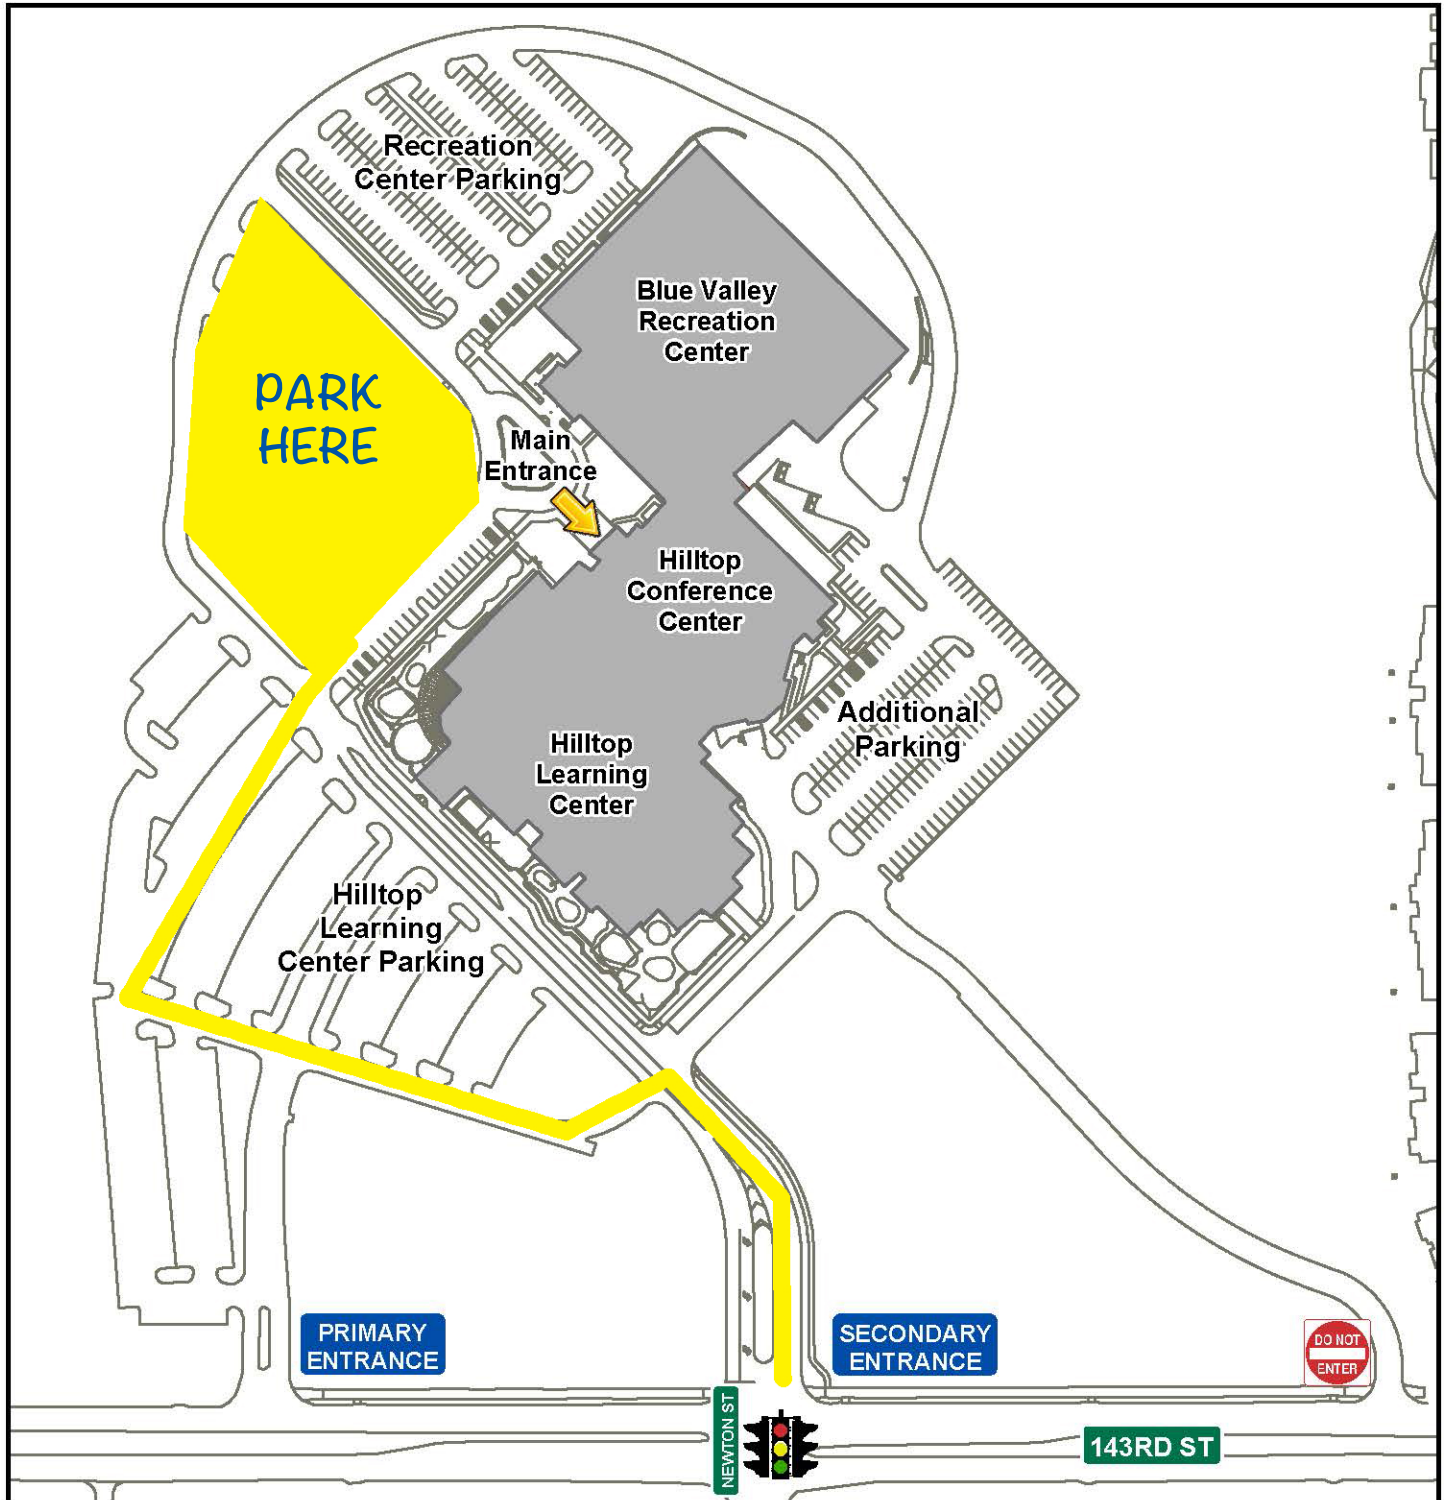 Recreation
Center Parking
Blue Valley
Recreation
Center
PARK
HERE
Main
Entrance
Hilltop
Conference
Center
Additional
Parking
Hilltop
Learning
Center
Hilltop
Learning
Center Parking
PRIMARY
ENTRANCE
SECONDARY
ENTRANCE
DO NOT
ENTER
NEWTON ST
143RD ST